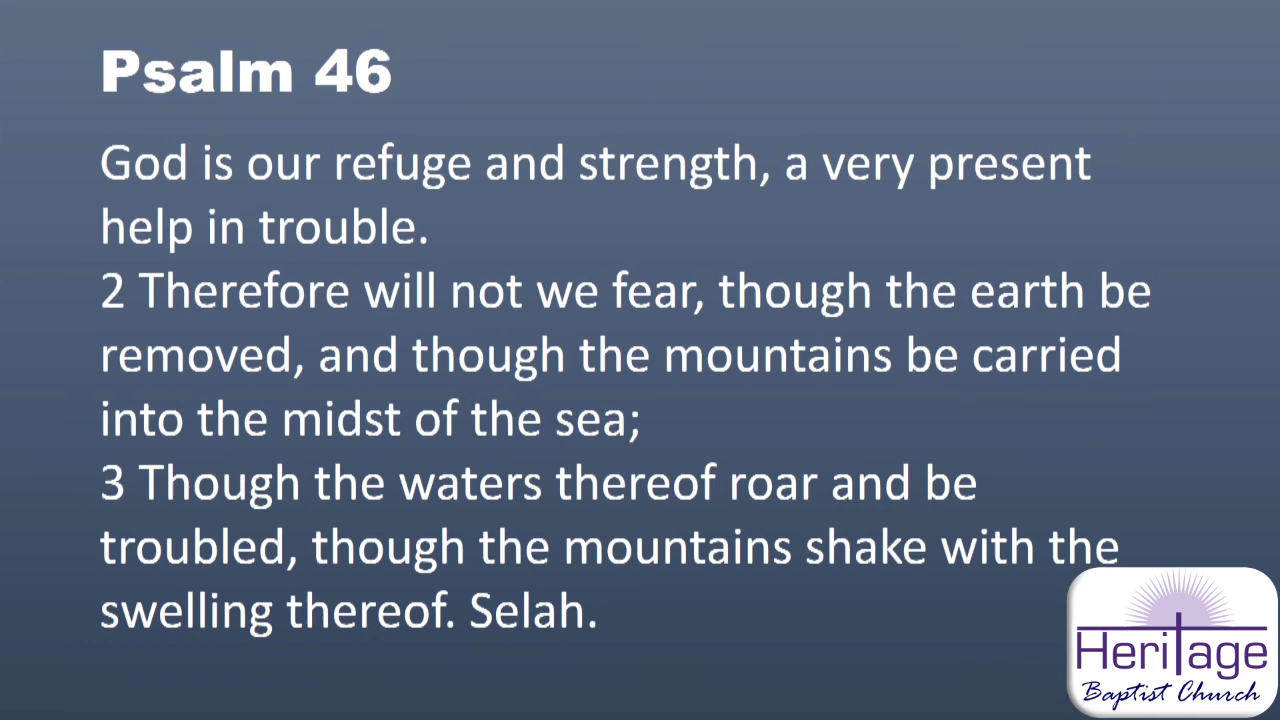 Psalm 46
God is our refuge and strength, a very present
help in trouble.
2 Therefore will not we fear, though the earth be
removed, and though the mountains be carried
into the midst of the sea;
3 Though the waters thereof roar and be
troubled, though the mountains shake with the
swelling thereof. Selah.
Heritage
Baptist Church